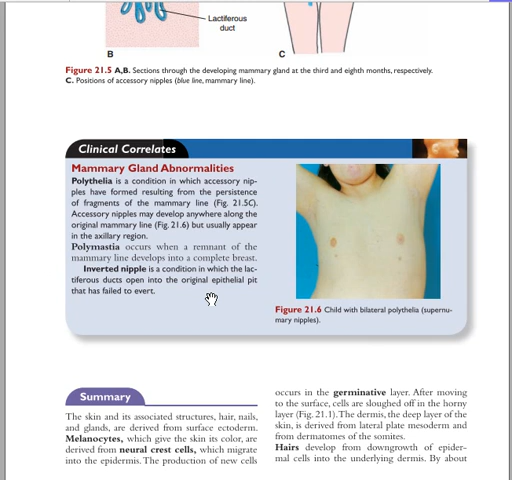 Lactiferous
duct
B
C
Figure 21.5 A,B. Sections through the developing mammary gland at the third and eighth months, respectively.
C. Positions of accessory nipples (blue line, mammary line).
Clinical Correlates
Mammary Gland Abnormalities
Polythelia is a condition in which accessory nip-
ples have formed resulting from the persistence
of fragments of the mammary line (Fig. 21.5C).
Accessory nipples may develop anywhere along the
original mammary line (Fig. 21.6) but usually appear
in the axillary region.
Polymastia occurs when a remnant of the
mammary line develops into a complete breast.
Inverted nipple is a condition in which the lac-
tiferous ducts open into the original epithelial pit
that has failed to evert.
Figure 21.6 Child with bilateral polythelia (supernu-
mary nipples).
Summary
The skin and its associated structures, hair, nails,
and glands, are derived from surface ectoderm.
Melanocytes, which give the skin its color, are
derived from neural crest cells, which migrate
into the epidermis. The production of new cells
occurs in the germinative layer. After moving
to the surface, cells are sloughed off in the horny
layer (Fig. 21.1). The dermis, the deep layer of the
skin, is derived from lateral plate mesoderm and
from dermatomes of the somites.
Hairs develop from downgrowth of epider-
mal cells into the underlying dermis. By about